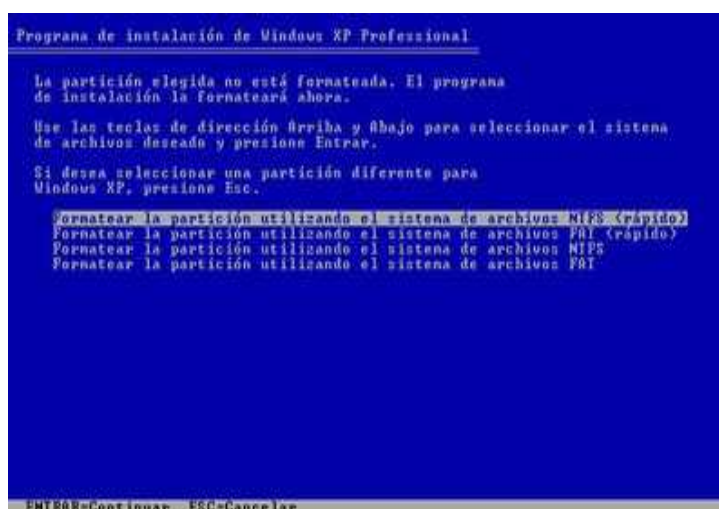 Programa de instalación de Windows XP Professional
La partición elegida no está formateada. El programa
de instalación la formateará ahora.
Use las teclas de dirección Arriba y Abajo para seleccionar el sistema
de archivos deseado y presione Entrar.
Si desea seleccionar una partición diferente para
Windows XP, presione Esc.
Formatear la partición utilizando el sistema de archivos NTFS (rápido)
Formatear la partición utilizando el sistema de archivos FAT (rápido)
Formatear la partición utilizando el sistema de archivos NTFS
Formatear la partición utilizando el sistema de archivos FAT
ENTRAR=Continuar ESC=Cancelar